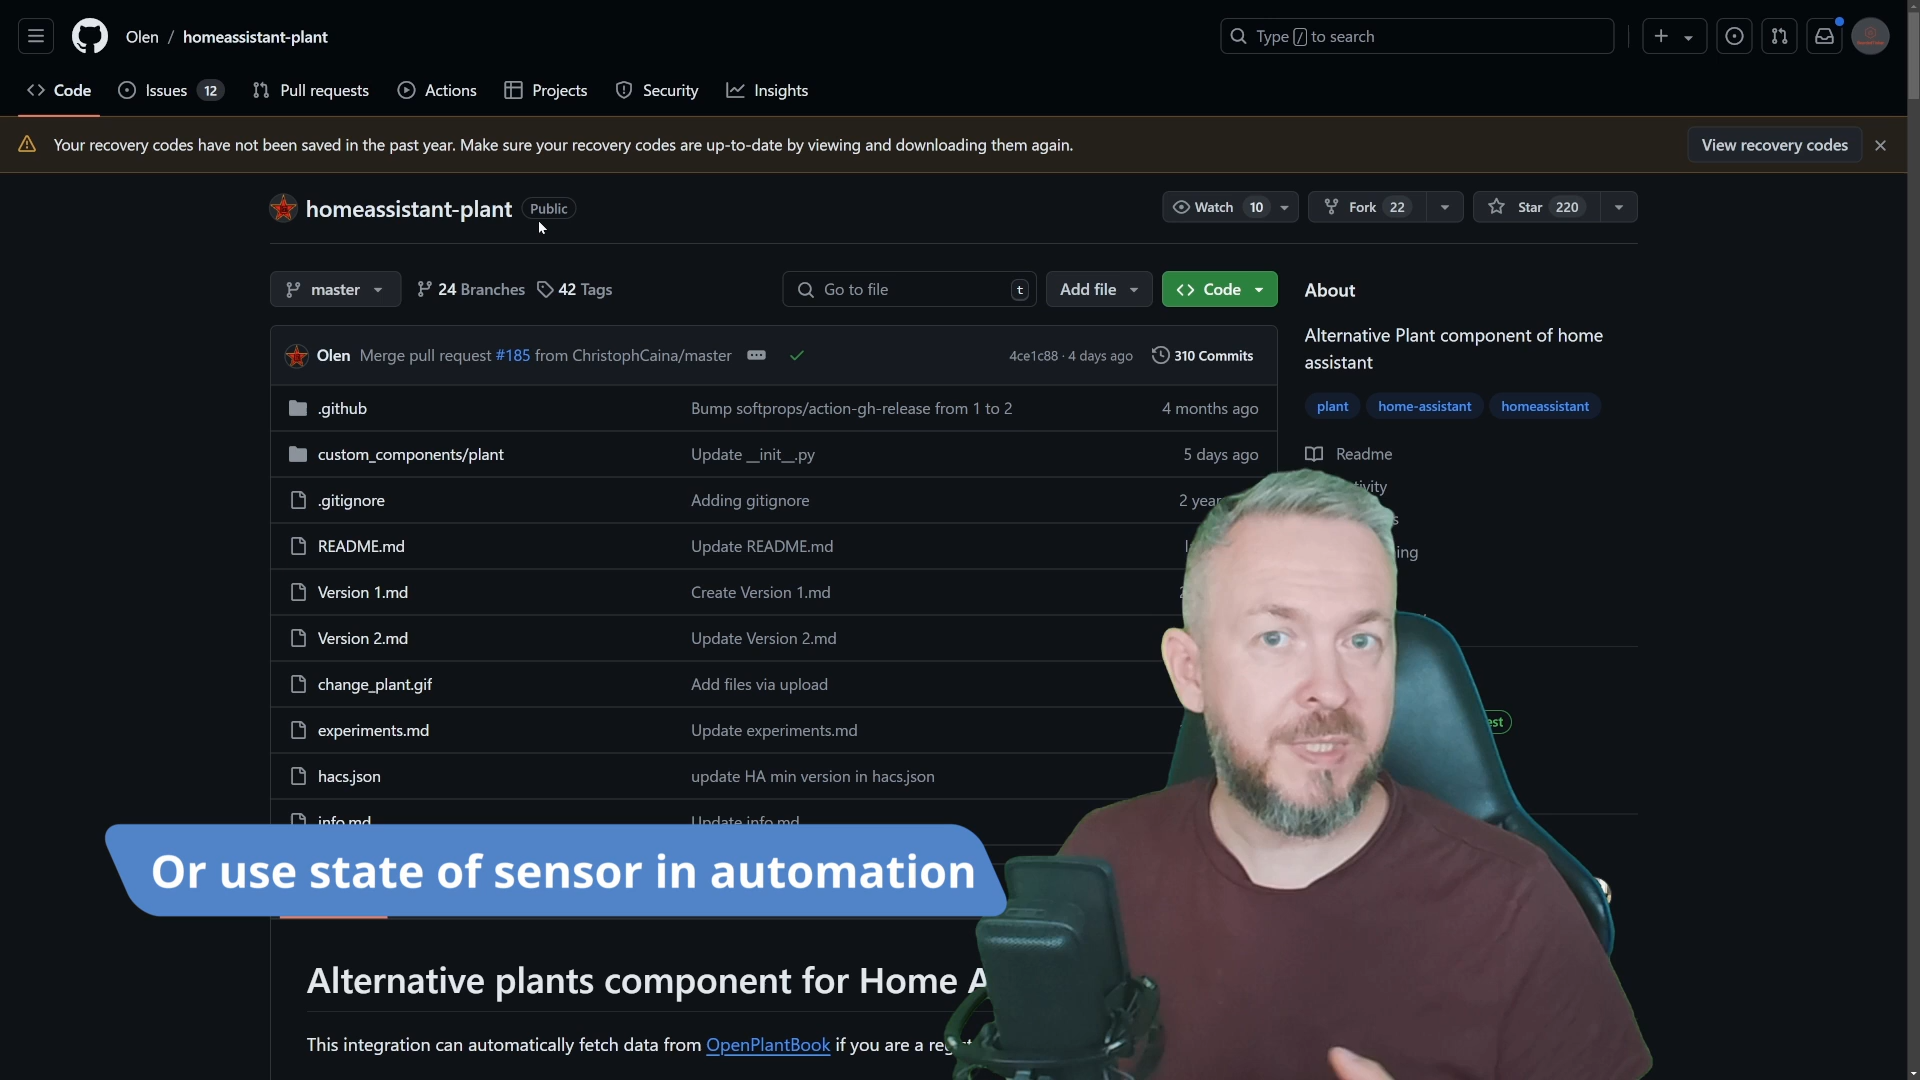 Olen / homeassistant-plant
Type / to search
Code
Issues 12
Pull requests
Actions
Projects
Security
Insights
Your recovery codes have not been saved in the past year. Make sure your recovery codes are up-to-date by viewing and downloading them again.
View recovery codes
homeassistant-plant Public
Watch 10
Fork 22
Star 220
master
24 Branches
42 Tags
Go to file t
Add file
Code
About
Alternative Plant component of home
assistant
plant home-assistant homeassistant
Readme
Olen Merge pull request #185 from ChristophCaina/master 4ce1c88 · 4 days ago 310 Commits
.github Bump softprops/action-gh-release from 1 to 2 4 months ago
custom_components/plant Update __init__.py 5 days ago
.gitignore Adding gitignore 2
README.md Update README.md
Version 1.md Create Version 1.md
Version 2.md Update Version 2.md
change_plant.gif Add files via upload
experiments.md Update experiments.md
hacs.json update HA min version in hacs.json
info.md Update info.md
Or use state of sensor in automation
Alternative plants component for Home A
This integration can automatically fetch data from OpenPlantBook if you are a